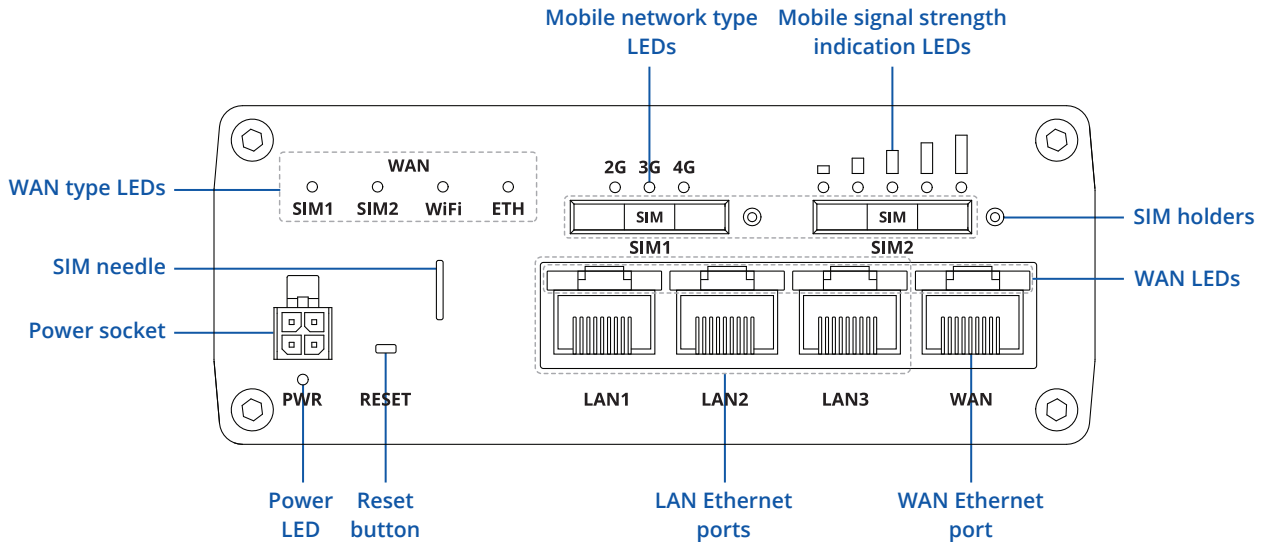 Mobile network type
LEDs
Mobile signal strength
indication LEDs
WAN
2G 3G 4G
WAN type LEDs
SIM1 SIM2 WiFi ETH
SIM
SIM
SIM holders
SIM1
SIM2
SIM needle
WAN LEDs
Power socket
PWR
RESET
LAN1
LAN2
LAN3
WAN
Power
LED
Reset
button
LAN Ethernet
ports
WAN Ethernet
port